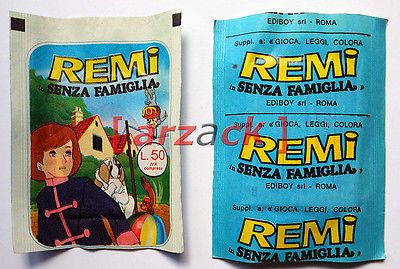 REMi
in SENZA FAMIGLIA
L. 50
IVA
compresa
[ arzack ]
REMi
EDIBOY srl - ROMA
Suppl. a: «GIOCA, LEGGI, COLORA
REMi
in SENZA FAMIGLIA»
EDIBOY srl - ROMA
Suppl. a: «GIOCA, LEGGI, COLORA
REMi
in SENZA FAMIGLIA»
EDIBOY srl - ROMA
Suppl. a: «GIOCA, LEGGI, COLORA
REMi
in SENZA FAMIGLIA»